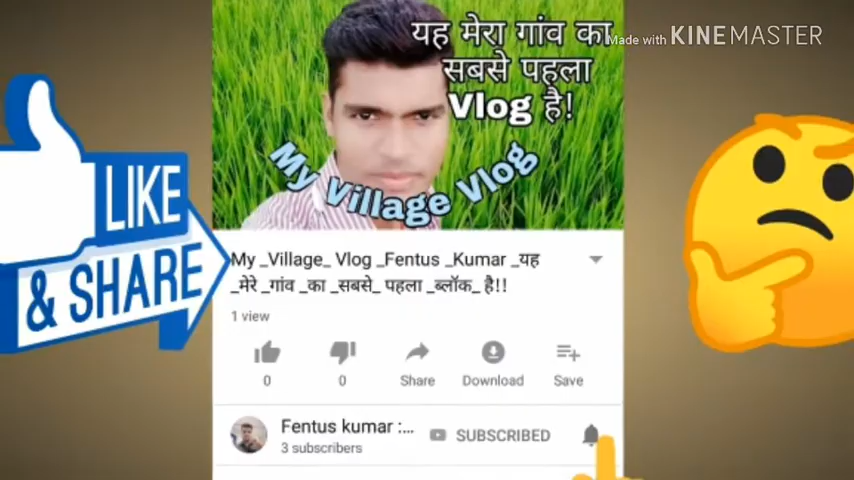 यह मेरा गांव का
Made with KINEMASTER
सबसे पहला
Vlog है!
My Village Vlog
LIKE
& SHARE
My _Village_ Vlog _Fentus _Kumar _यह
_मेरे _गांव _का _सबसे_ पहला _ब्लॉक_ है!!
1 view
0
0
Share
Download
Save
Fentus kumar :...
SUBSCRIBED
3 subscribers